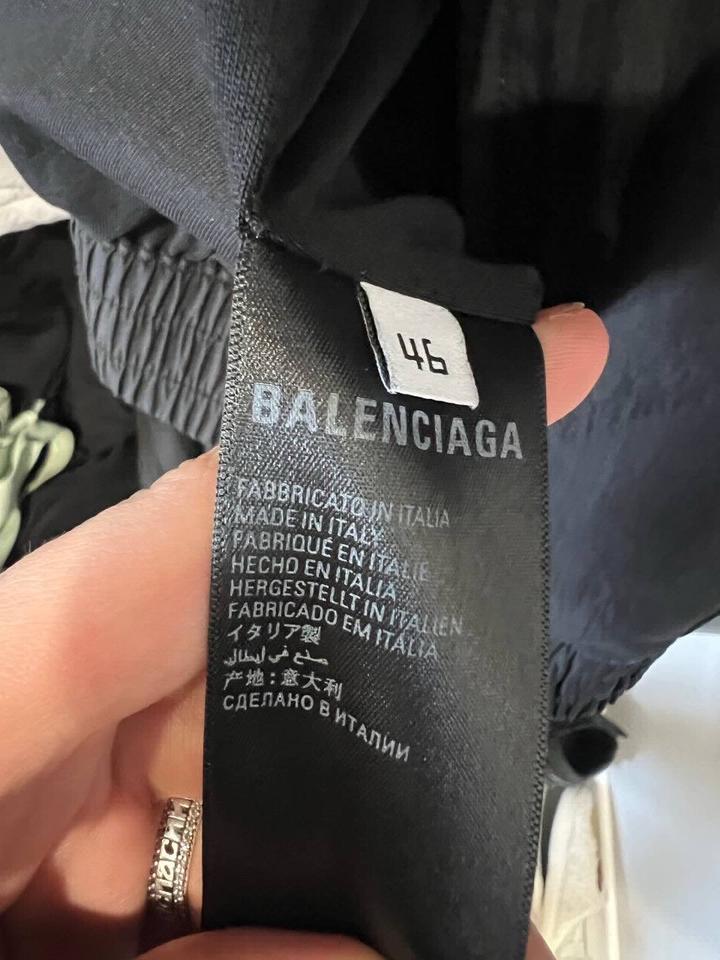 46
BALENCIAGA
FABBRICATO IN ITALIA
MADE IN ITALY
FABRIQUÉ EN ITALIE
HECHO EN ITALIA
HERGESTELLT IN ITALIEN
FABRICADO EM ITALIA
イタリア製
صنع في إيطاليا
产地：意大利
СДЕЛАНО В ИТАЛИИ